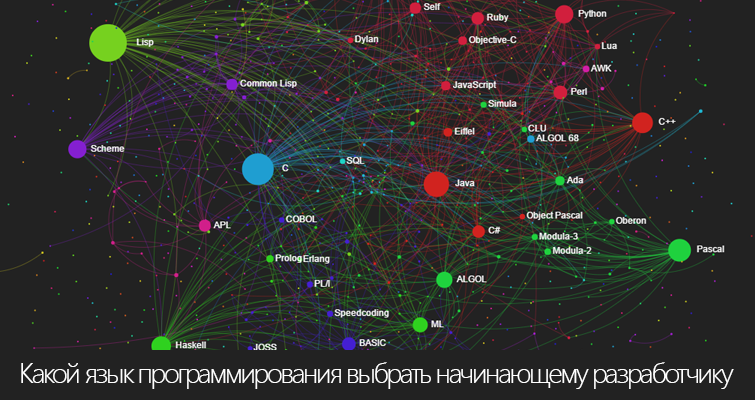 Self
Ruby
Python
Lisp
Dylan
Objective-C
Lua
AWK
Common Lisp
JavaScript
Perl
Simula
C++
Eiffel
CLU
ALGOL 68
Scheme
SQL
C
Java
Ada
APL
COBOL
Object Pascal
Oberon
C#
Modula-3
Modula-2
Pascal
Prolog
Erlang
ALGOL
PL/I
Speedcoding
ML
Haskell
JOSS
BASIC
Какой язык программирования выбрать начинающему разработчику